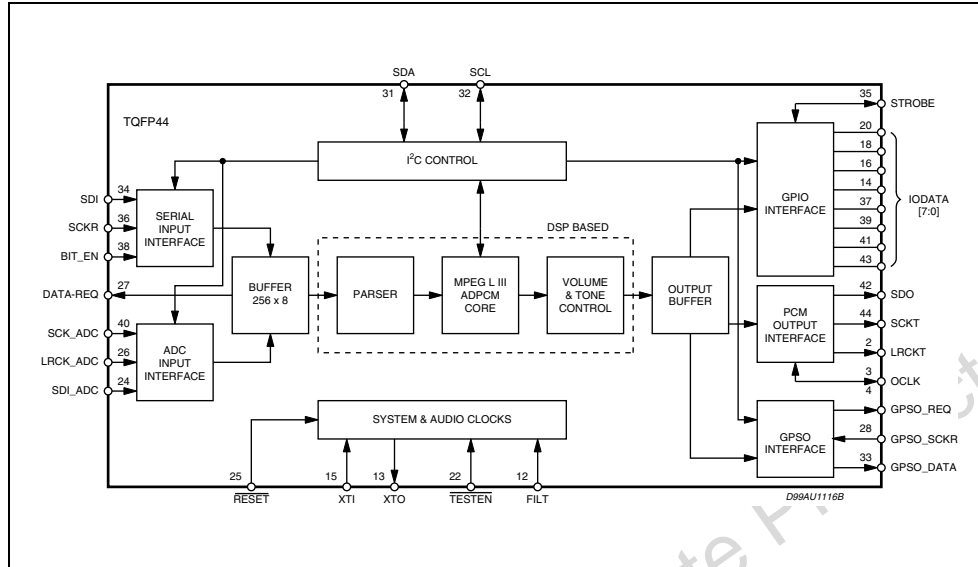 SDA SCL
31 32
TQFP44
35 STROBE
20
18
16
14
37
39
41
43
IODATA
[7:0]
I²C CONTROL
GPIO
INTERFACE
34
SDI
36
SCKR
38
BIT_EN
SERIAL
INPUT
INTERFACE
27
DATA-REQ
DSP BASED
BUFFER
256 x 8
PARSER
MPEG L III
ADPCM
CORE
VOLUME
& TONE
CONTROL
OUTPUT
BUFFER
42
SDO
44
SCKT
2
LRCKT
3
OCLK
PCM
OUTPUT
INTERFACE
40
SCK_ADC
26
LRCK_ADC
24
SDI_ADC
ADC
INPUT
INTERFACE
4
GPSO_REQ
28
GPSO_SCKR
33
GPSO_DATA
GPSO
INTERFACE
SYSTEM & AUDIO CLOCKS
25 15 13 22 12
RESET XTI XTO TESTEN FILT
D99AU1116B